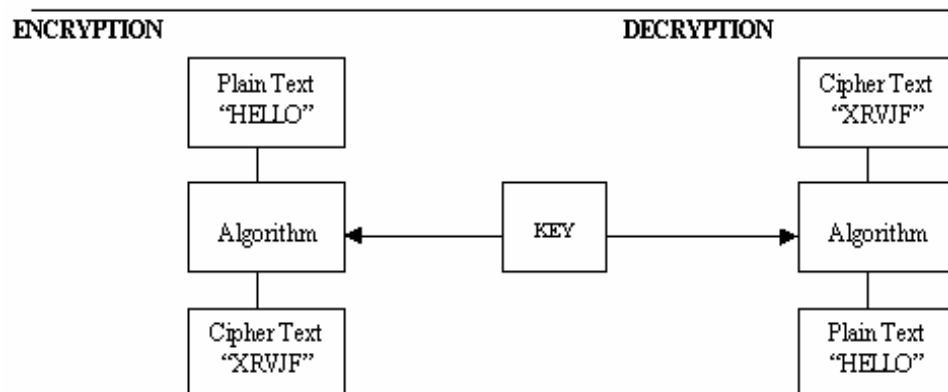 ENCRYPTION
DECRYPTION
Plain Text
“HELLO”
Cipher Text
“XRVJF”
Algorithm
KEY
Algorithm
Cipher Text
“XRVJF”
Plain Text
“HELLO”